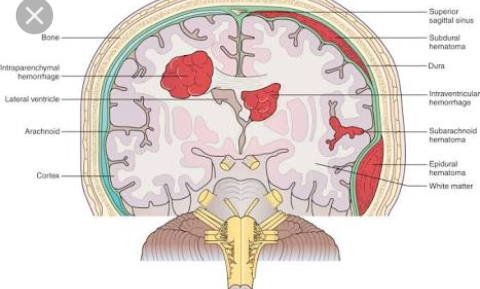 Bone
Intraparenchymal
hemorrhage
Lateral ventricle
Arachnoid
Cortex
Superior
sagittal sinus
Subdural
hematoma
Dura
Intraventricular
hemorrhage
Subarachnoid
hematoma
Epidural
hematoma
White matter